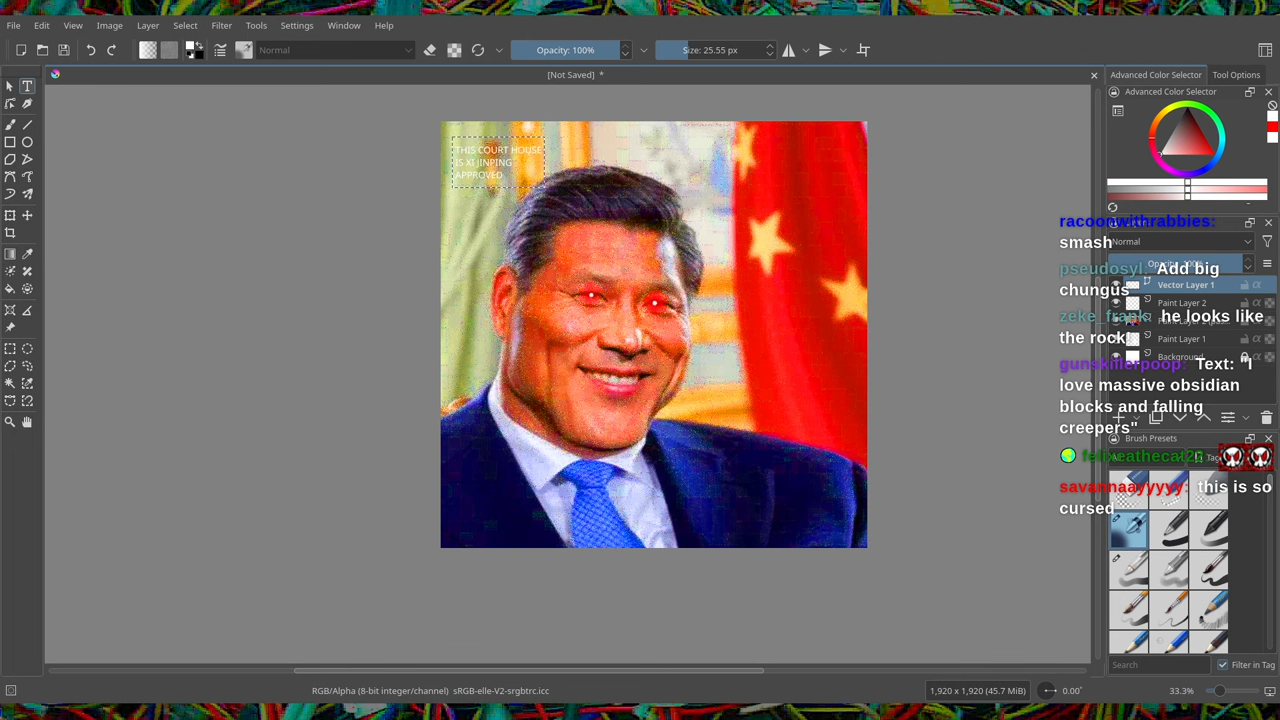 File Edit View Image Layer Select Filter Tools Settings Window Help
Normal
Opacity: 100%
Size: 25.55 px
[Not Saved] *
Advanced Color Selector Tool Options
Advanced Color Selector
THIS COURT HOUSE
IS XI JINPING
APPROVED
racoonwithrabbies:
smash
Normal
pseudosyl: Add big
chungus
Opacity: 100%
Vector Layer 1
Paint Layer 2
zeke_frank: he looks like
the rock
Paint Layer 1
Background
gunskillerpoop: Text: "I
love massive obsidian
blocks and falling
creepers"
Brush Presets
felixeathecat22:
Tag
savannaayyyyy: this is so
cursed
Search
Filter in Tag
RGB/Alpha (8-bit integer/channel) sRGB-elle-V2-srgbtrc.icc
1,920 x 1,920 (45.7 MiB)
0.00°
33.3%